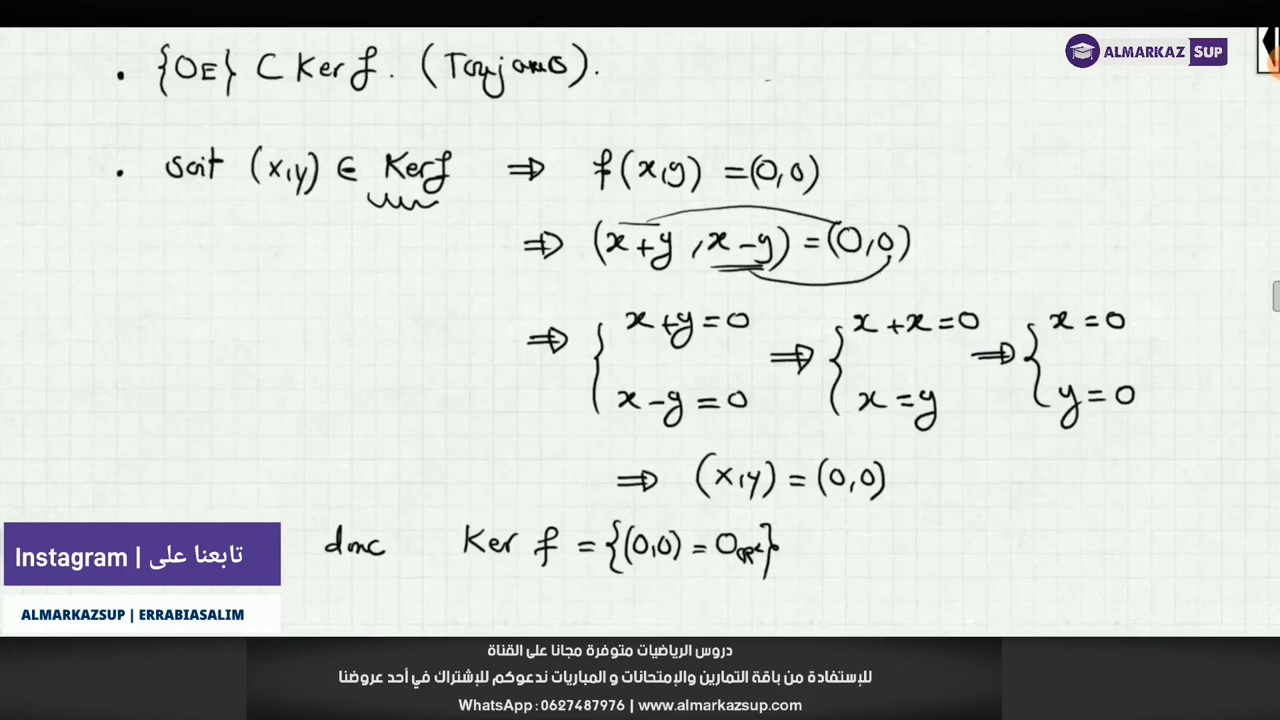 ALMARKAZ SUP
. {0E} ⊂ Ker f. (Toujours).
. soit (x,y) ∈ Kerf ⇒ f(x,y) = (0,0)
⇒ (x+y, x-y) = (0,0)
⇒ { x+y=0 ⇒ { x+x=0 ⇒ { x=0
x-y=0 x=y y=0
⇒ (x,y) = (0,0)
donc Ker f = {(0,0) = 0ℝ²}
تابعنا على | Instagram
ALMARKAZSUP | ERRABIASALIM
دروس الرياضيات متوفرة مجانا على القناة
للإستفادة من باقة التمارين والإمتحانات و المباريات ندعوكم للإشتراك في أحد عروضنا
WhatsApp : 0627487976 | www.almarkazsup.com